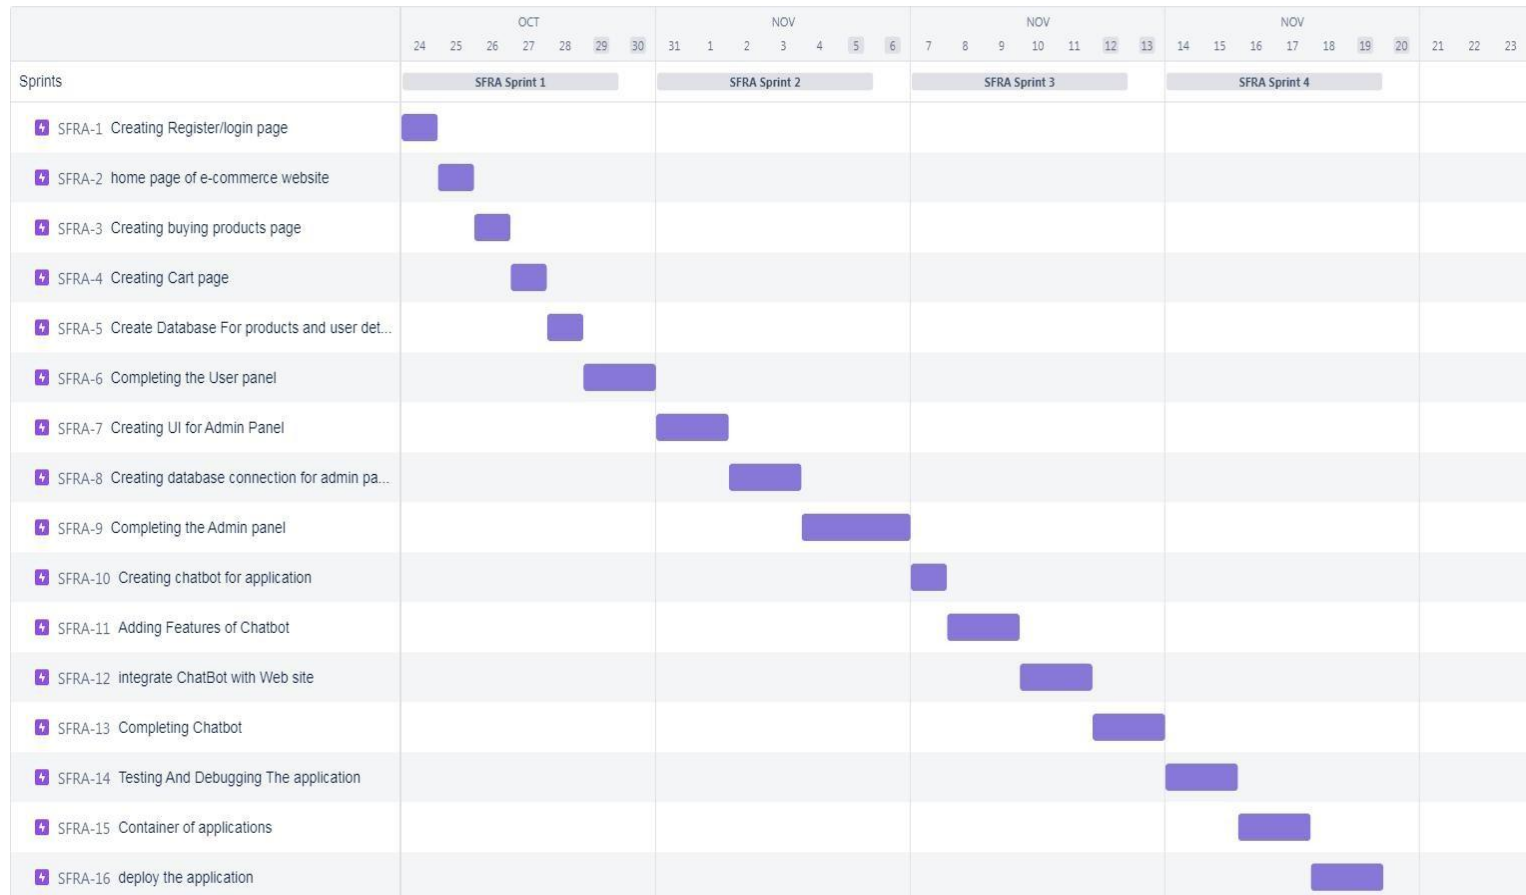 OCT NOV NOV NOV
24 25 26 27 28 29 30 31 1 2 3 4 5 6 7 8 9 10 11 12 13 14 15 16 17 18 19 20 21 22 23
Sprints SFRA Sprint 1 SFRA Sprint 2 SFRA Sprint 3 SFRA Sprint 4
SFRA-1 Creating Register/login page
SFRA-2 home page of e-commerce website
SFRA-3 Creating buying products page
SFRA-4 Creating Cart page
SFRA-5 Create Database For products and user det...
SFRA-6 Completing the User panel
SFRA-7 Creating UI for Admin Panel
SFRA-8 Creating database connection for admin pa...
SFRA-9 Completing the Admin panel
SFRA-10 Creating chatbot for application
SFRA-11 Adding Features of Chatbot
SFRA-12 integrate ChatBot with Web site
SFRA-13 Completing Chatbot
SFRA-14 Testing And Debugging The application
SFRA-15 Container of applications
SFRA-16 deploy the application